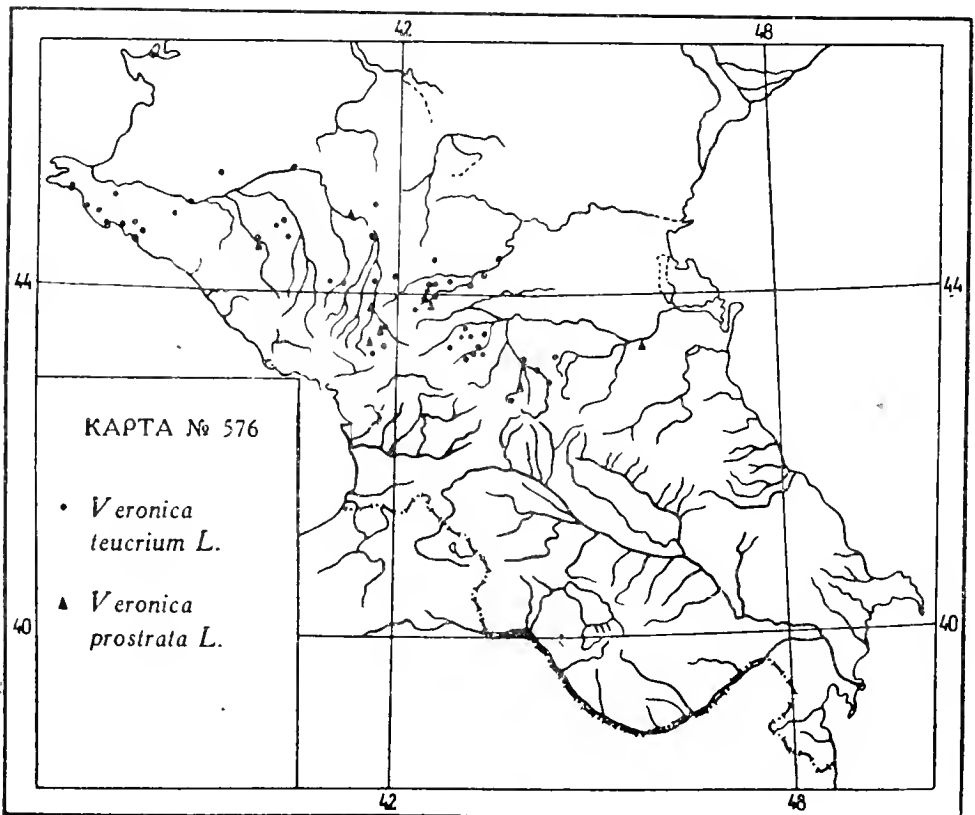 42 48
44 44
КАРТА № 576
• Veronica
teucrium L.
▲ Veronica
prostrata L.
40 40
42 48